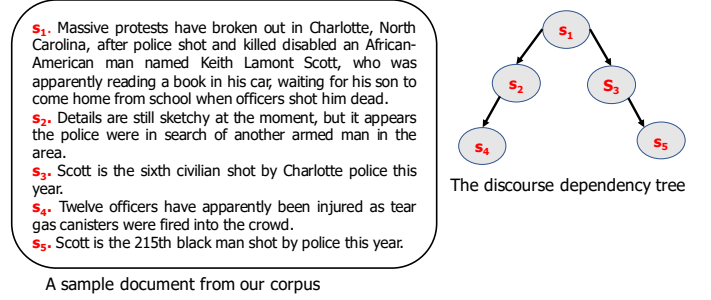 s₁. Massive protests have broken out in Charlotte, North
Carolina, after police shot and killed disabled an African-
American man named Keith Lamont Scott, who was
apparently reading a book in his car, waiting for his son to
come home from school when officers shot him dead.
s₂. Details are still sketchy at the moment, but it appears
the police were in search of another armed man in the
area.
s₃. Scott is the sixth civilian shot by Charlotte police this
year.
s₄. Twelve officers have apparently been injured as tear
gas canisters were fired into the crowd.
s₅. Scott is the 215th black man shot by police this year.
A sample document from our corpus
s₁
s₂
S₃
s₄
s₅
The discourse dependency tree